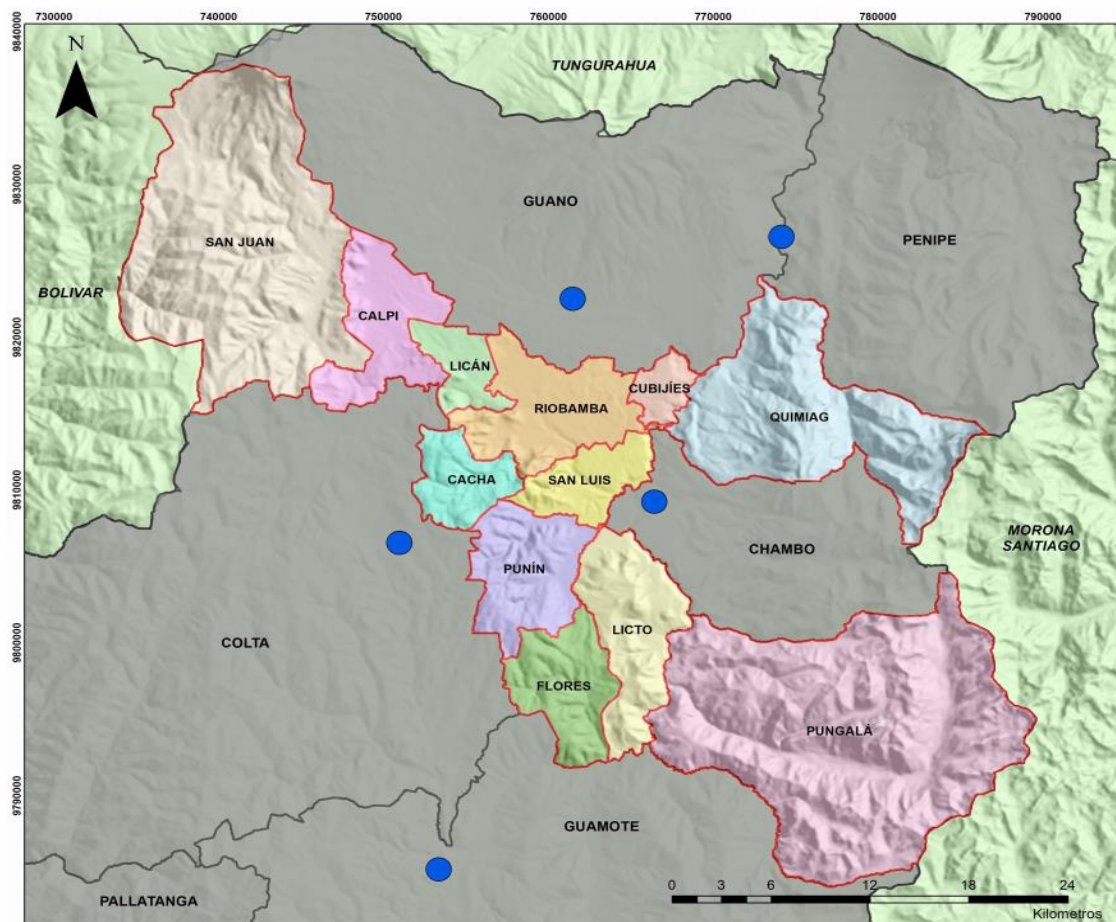 730000 740000 750000 760000 770000 780000 790000
9840000
N
TUNGURAHUA
9830000
GUANO
SAN JUAN
PENIPE
BOLIVAR
CALPI
9820000
LICÁN
CUBIJÍES
RIOBAMBA
QUIMIAG
CACHA
SAN LUIS
9810000
MORONA
SANTIAGO
CHAMBO
PUNÍN
LICTO
COLTA
9800000
FLORES
PUNGALÁ
9790000
GUAMOTE
0 3 6 12 18 24
PALLATANGA
Kilometros